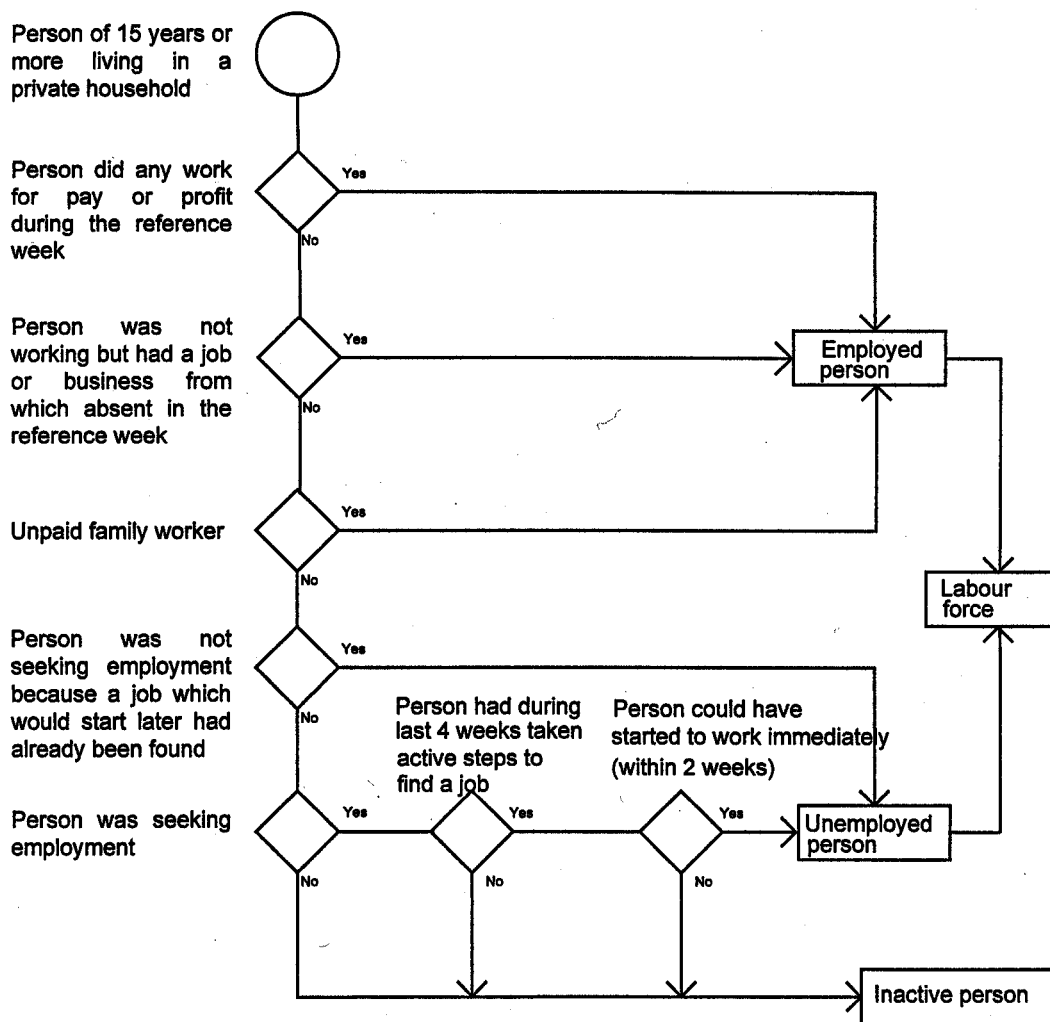 Person of 15 years or
more living in a
private household
Person did any work
for pay or profit
during the reference
week
Yes
No
Person was not
working but had a job
or business from
which absent in the
reference week
Yes
No
Employed
person
Unpaid family worker
Yes
No
Labour
force
Person was not
seeking employment
because a job which
would start later had
already been found
Yes
No
Person had during
last 4 weeks taken
active steps to
find a job
Person could have
started to work immediately
(within 2 weeks)
Person was seeking
employment
Yes
No
Yes
No
Yes
No
Unemployed
person
Inactive person